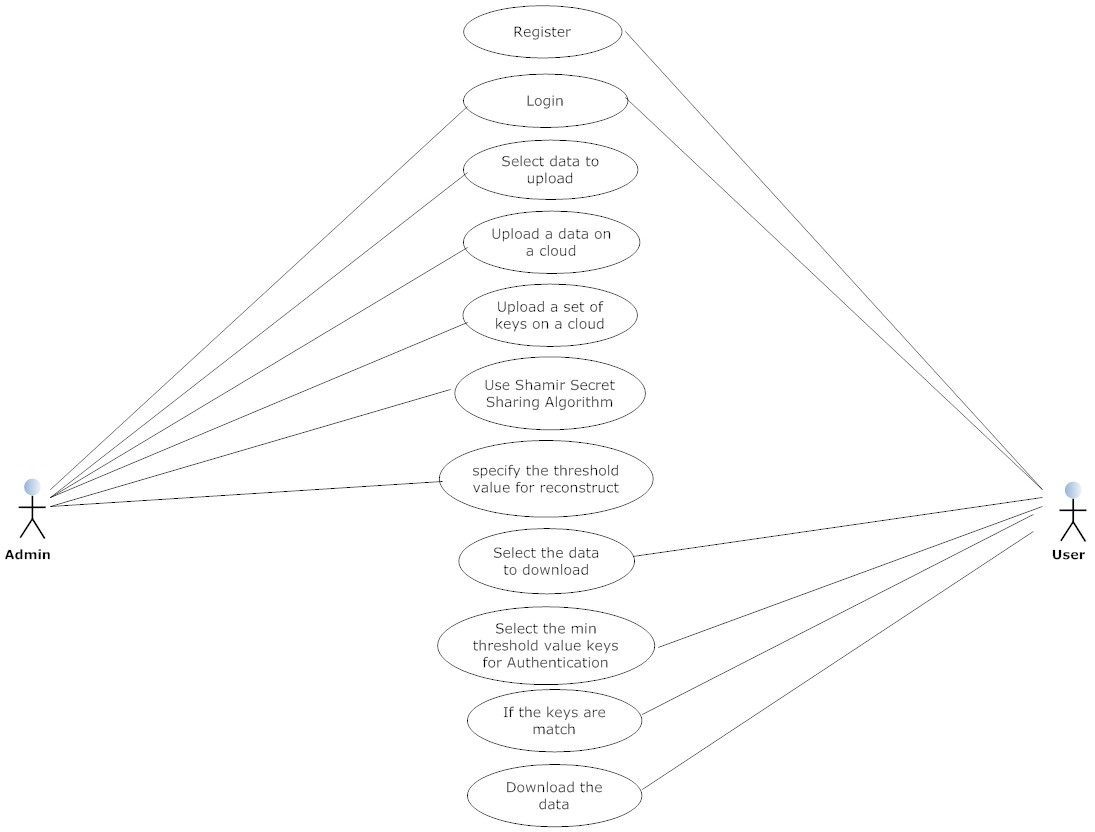 Register
Login
Select data to
upload
Upload a data on
a cloud
Upload a set of
keys on a cloud
Use Shamir Secret
Sharing Algorithm
specify the threshold
value for reconstruct
Admin
User
Select the data
to download
Select the min
threshold value keys
for Authentication
If the keys are
match
Download the
data